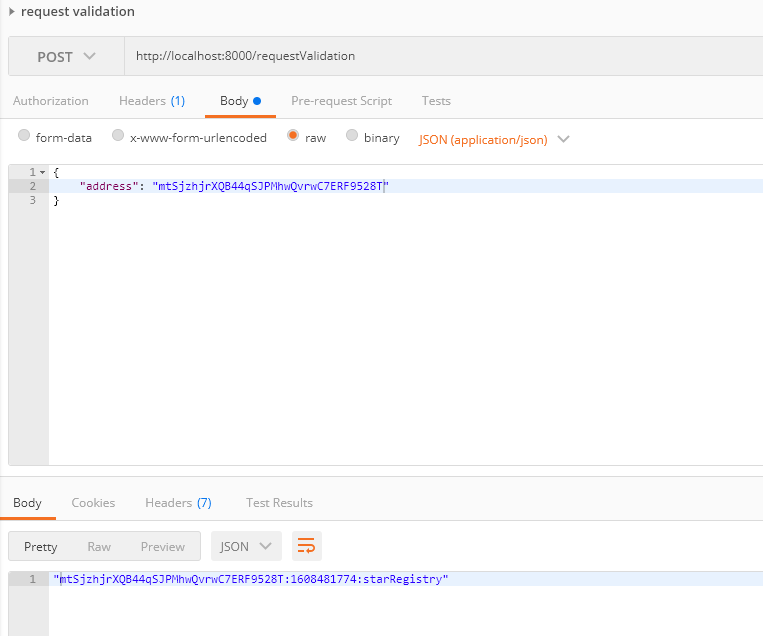 request validation
POST http://localhost:8000/requestValidation
Authorization Headers (1) Body Pre-request Script Tests
form-data x-www-form-urlencoded raw binary JSON (application/json)
1 {
2 "address": "mtSjzhjrXQB44qSJPMhwQvrwC7ERF9528T"
3 }
Body Cookies Headers (7) Test Results
Pretty Raw Preview JSON
1 "mtSjzhjrXQB44qSJPMhwQvrwC7ERF9528T:1608481774:starRegistry"